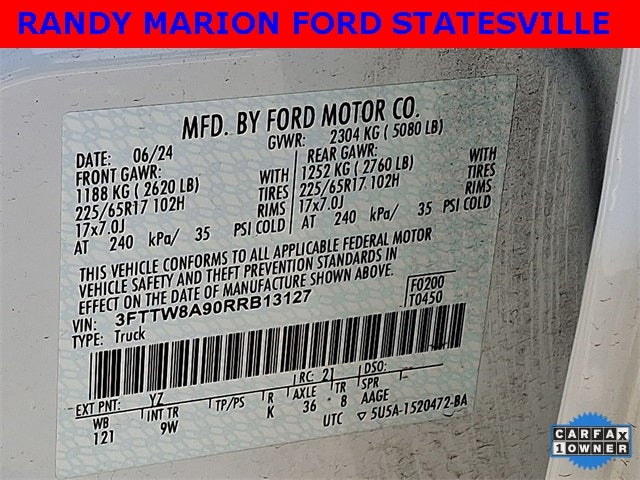 RANDY MARION FORD STATESVILLE
MFD. BY FORD MOTOR CO.
DATE: 06/24 GVWR: 2304 KG ( 5080 LB)
FRONT GAWR: REAR GAWR:
1188 KG ( 2620 LB) WITH 1252 KG ( 2760 LB) WITH
225/65R17 102H TIRES 225/65R17 102H TIRES
17x7.0J RIMS 17x7.0J RIMS
AT 240 kPa/ 35 PSI COLD AT 240 kPa/ 35 PSI COLD
THIS VEHICLE CONFORMS TO ALL APPLICABLE FEDERAL MOTOR
VEHICLE SAFETY AND THEFT PREVENTION STANDARDS IN
EFFECT ON THE DATE OF MANUFACTURE SHOWN ABOVE.
VIN: 3FTTW8A90RRB13127 F0200
TYPE: Truck T0450
EXT PNT: YZ RC: 21 DSO:
WB INT TR TP/PS R AXLE TR SPR
121 9W K 36 8 AAGE
UTC ▽ 5U5A-1520472-BA
CARFAX
1 OWNER